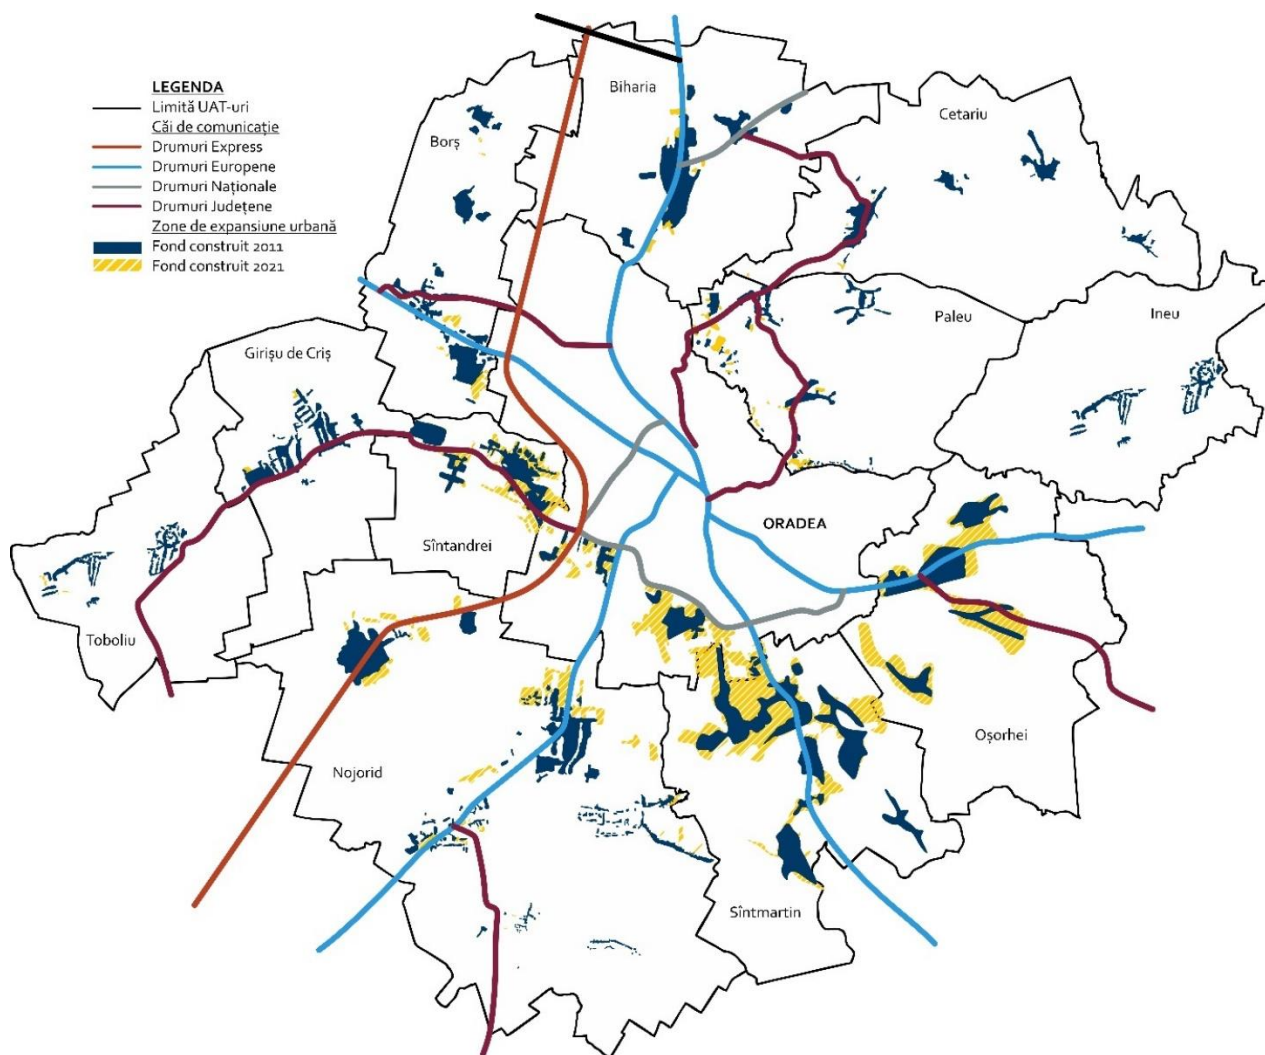 LEGENDA
Limită UAT-uri
Căi de comunicație
Drumuri Express
Drumuri Europene
Drumuri Naționale
Drumuri Județene
Zone de expansiune urbană
Fond construit 2011
Fond construit 2021
Biharia
Cetariu
Borș
Paleu
Ineu
Girișu de Criș
ORADEA
Sîntandrei
Toboliu
Oșorhei
Nojorid
Sîntmartin